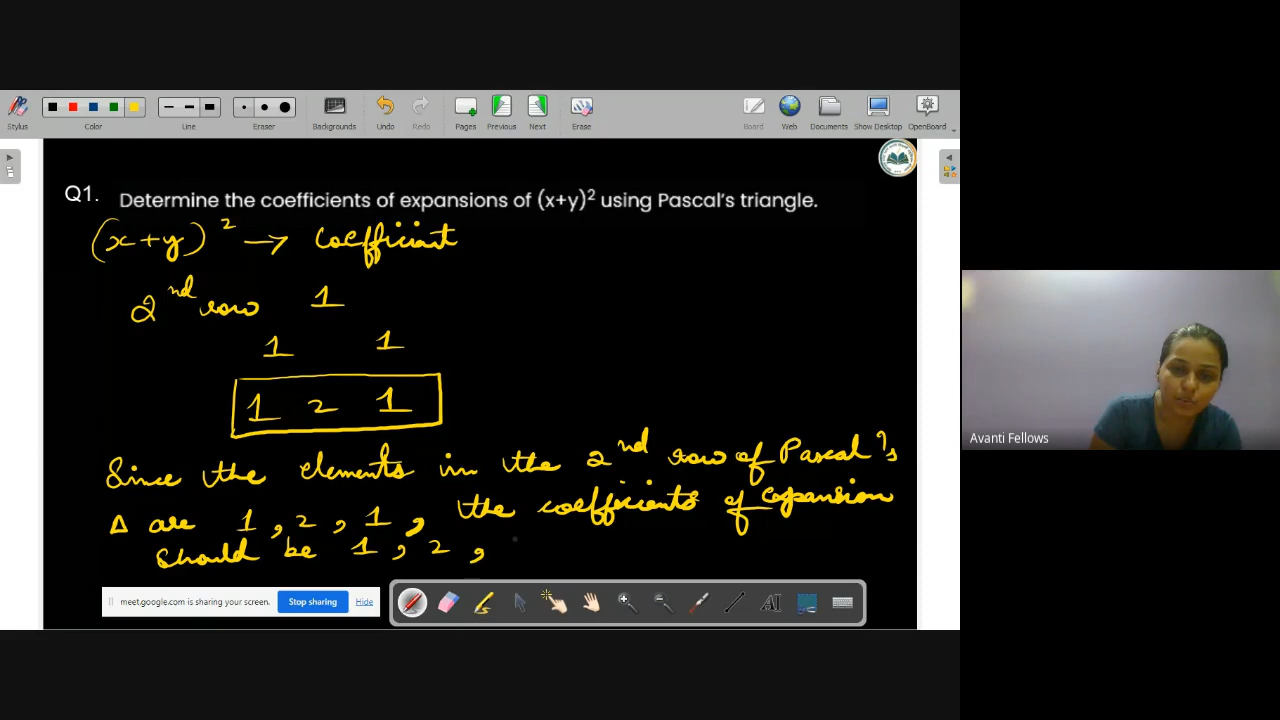 Stylus
Color
Line
Eraser
Backgrounds
Undo
Redo
Pages
Previous
Next
Erase
Board
Web
Documents
Show Desktop
OpenBoard
Q1. Determine the coefficients of expansions of (x+y)² using Pascal's triangle.
(x+y)² → Coefficient
2nd row 1
1 1
1 2 1
Since the elements in the 2nd row of Pascal's
Δ are 1, 2, 1, the coefficients of expansion
should be 1, 2,
meet.google.com is sharing your screen. Stop sharing Hide
AI
Avanti Fellows